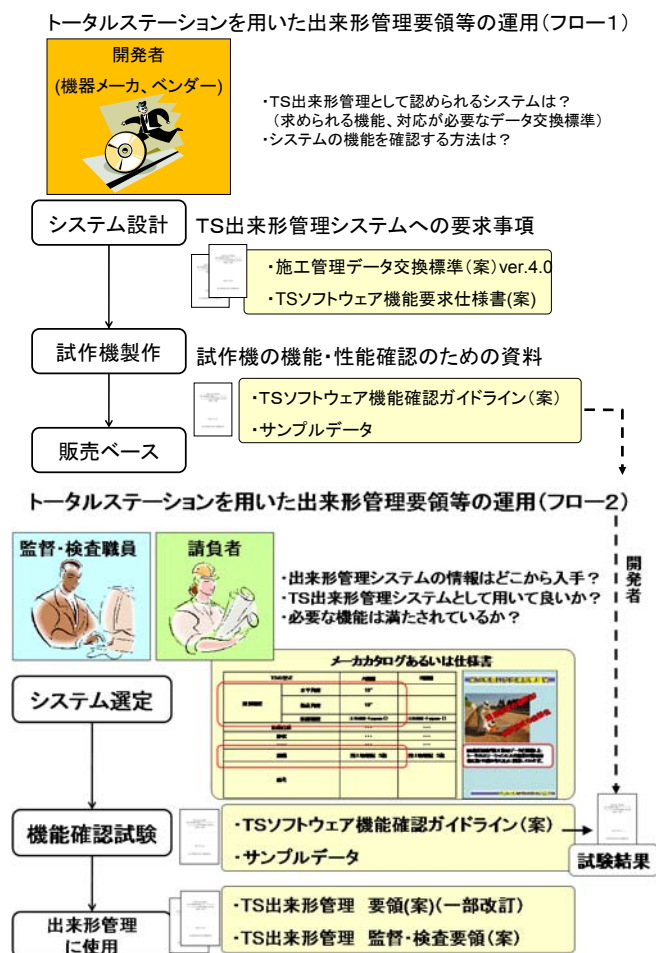 トータルステーションを用いた出来形管理要領等の運用（フロー１）
開発者
(機器メーカ、ベンダー)
・TS出来形管理として認められるシステムは？
（求められる機能、対応が必要なデータ交換標準）
・システムの機能を確認する方法は？
システム設計
TS出来形管理システムへの要求事項
・施工管理データ交換標準（案）ver.4.0
・TSソフトウェア機能要求仕様書(案)
試作機製作
試作機の機能・性能確認のための資料
・TSソフトウェア機能確認ガイドライン（案）
・サンプルデータ
販売ベース
トータルステーションを用いた出来形管理要領等の運用（フロー２）
監督・検査職員
請負者
開発者
・出来形管理システムの情報はどこから入手？
・TS出来形管理システムとして用いて良いか？
・必要な機能は満たされているか？
メーカカタログあるいは仕様書
システム選定
機能確認試験
・TSソフトウェア機能確認ガイドライン（案）
・サンプルデータ
試験結果
出来形管理
に使用
・TS出来形管理　要領(案)(一部改訂）
・TS出来形管理　監督・検査要領（案）